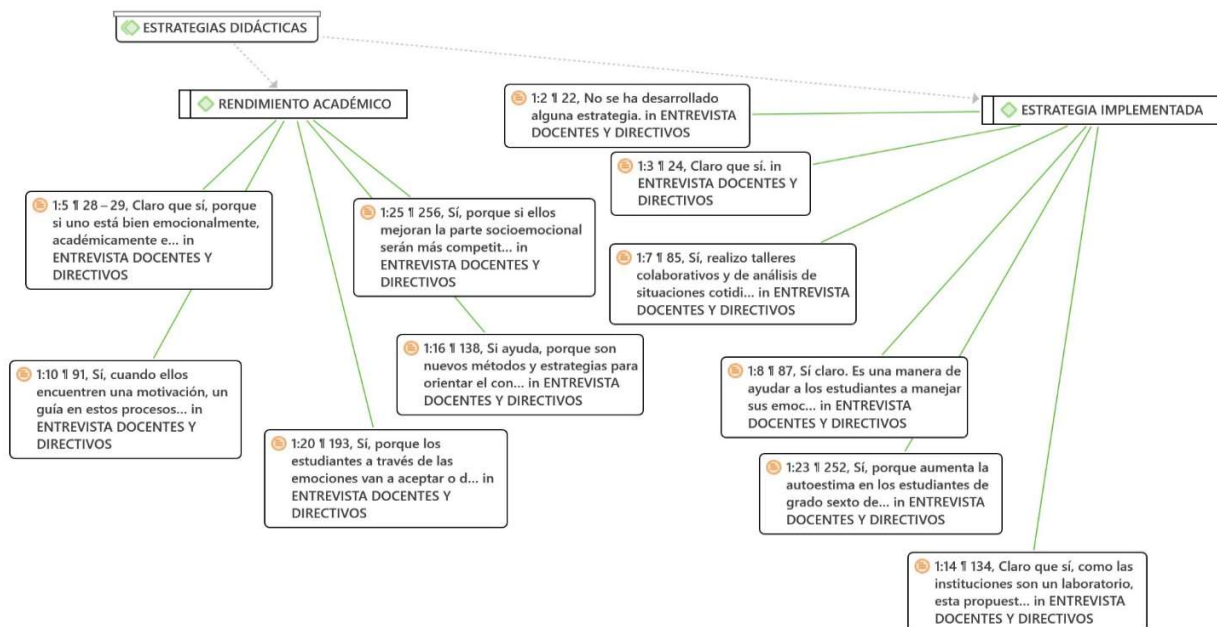 ESTRATEGIAS DIDÁCTICAS
RENDIMIENTO ACADÉMICO
ESTRATEGIA IMPLEMENTADA
1:5 ¶ 28 – 29, Claro que sí, porque
si uno está bien emocionalmente,
académicamente e... in
ENTREVISTA DOCENTES Y
DIRECTIVOS
1:25 ¶ 256, Sí, porque si ellos
mejoran la parte socioemocional
serán más competit... in
ENTREVISTA DOCENTES Y
DIRECTIVOS
1:10 ¶ 91, Sí, cuando ellos
encuentren una motivación, un
guía en estos procesos... in
ENTREVISTA DOCENTES Y
DIRECTIVOS
1:16 ¶ 138, Si ayuda, porque son
nuevos métodos y estrategias para
orientar el con... in ENTREVISTA
DOCENTES Y DIRECTIVOS
1:20 ¶ 193, Sí, porque los
estudiantes a través de las
emociones van a aceptar o d... in
ENTREVISTA DOCENTES Y
DIRECTIVOS
1:2 ¶ 22, No se ha desarrollado
alguna estrategia. in ENTREVISTA
DOCENTES Y DIRECTIVOS
1:3 ¶ 24, Claro que sí. in
ENTREVISTA DOCENTES Y
DIRECTIVOS
1:7 ¶ 85, Sí, realizo talleres
colaborativos y de análisis de
situaciones cotidi... in ENTREVISTA
DOCENTES Y DIRECTIVOS
1:8 ¶ 87, Sí claro. Es una manera de
ayudar a los estudiantes a manejar
sus emoc... in ENTREVISTA
DOCENTES Y DIRECTIVOS
1:23 ¶ 252, Sí, porque aumenta la
autoestima en los estudiantes de
grado sexto de... in ENTREVISTA
DOCENTES Y DIRECTIVOS
1:14 ¶ 134, Claro que sí, como las
instituciones son un laboratorio,
esta propuest... in ENTREVISTA
DOCENTES Y DIRECTIVOS